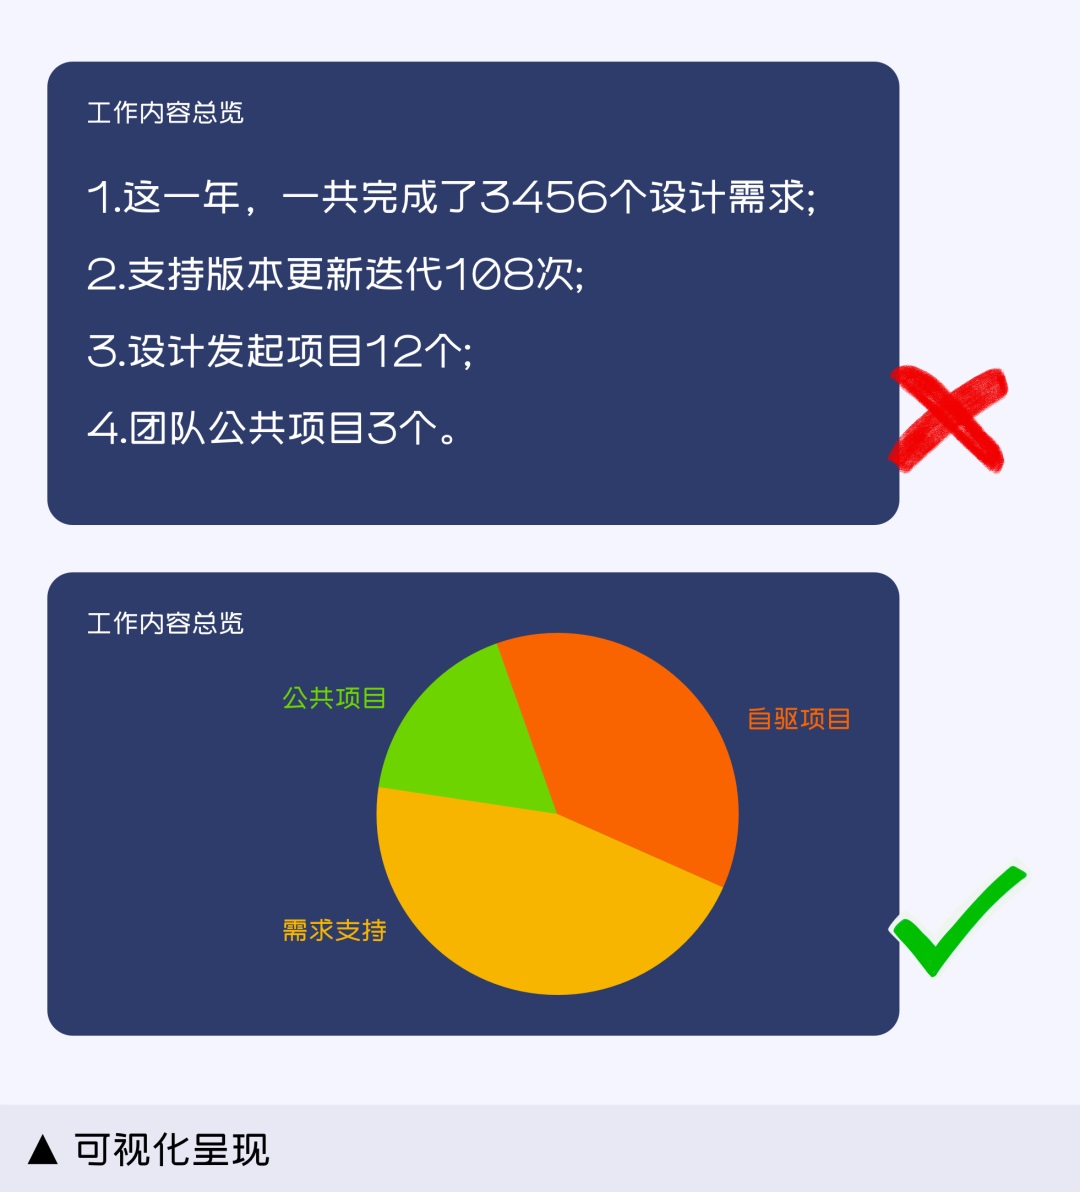 工作内容总览
1.这一年，一共完成了3456个设计需求;
2.支持版本更新迭代108次;
3.设计发起项目12个;
4.团队公共项目3个。
工作内容总览
公共项目
自驱项目
需求支持
▲ 可视化呈现